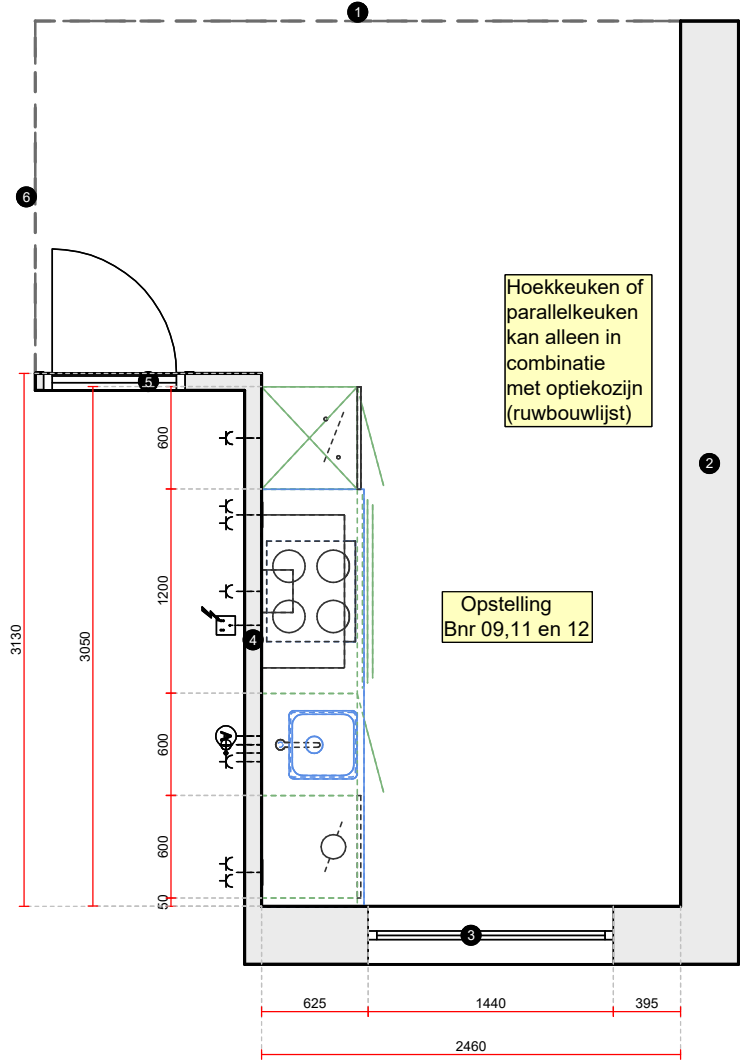 1
6
Hoekkeuken of
parallelkeuken
kan alleen in
combinatie
met optiekozijn
(ruwbouwlijst)
5
2
600
1200
Opstelling
Bnr 09,11 en 12
4
3130
3050
600
600
50
3
625
1440
395
2460